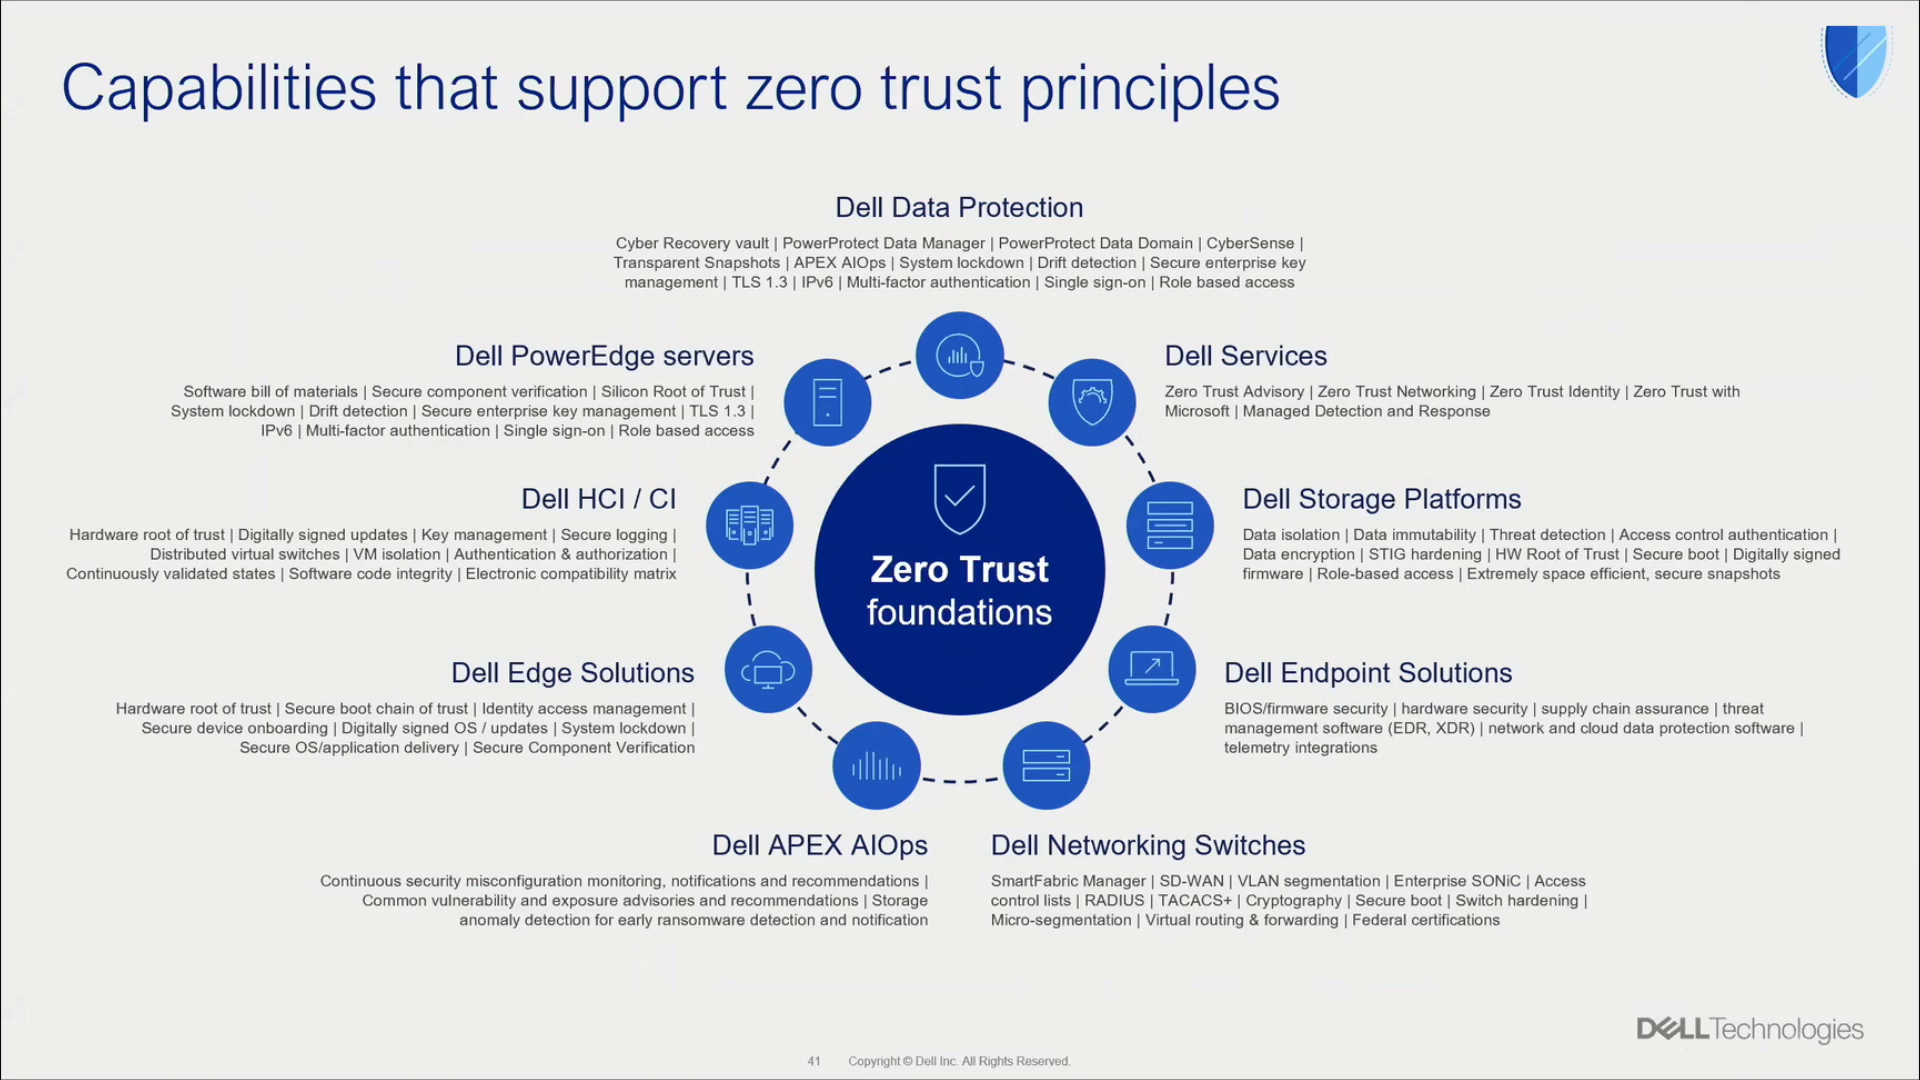 Capabilities that support zero trust principles
Dell Data Protection
Cyber Recovery vault | PowerProtect Data Manager | PowerProtect Data Domain | CyberSense |
Transparent Snapshots | APEX AIOps | System lockdown | Drift detection | Secure enterprise key
management | TLS 1.3 | IPv6 | Multi-factor authentication | Single sign-on | Role based access
Dell PowerEdge servers
Software bill of materials | Secure component verification | Silicon Root of Trust |
System lockdown | Drift detection | Secure enterprise key management | TLS 1.3 |
IPv6 | Multi-factor authentication | Single sign-on | Role based access
Dell Services
Zero Trust Advisory | Zero Trust Networking | Zero Trust Identity | Zero Trust with
Microsoft | Managed Detection and Response
Dell HCI / CI
Hardware root of trust | Digitally signed updates | Key management | Secure logging |
Distributed virtual switches | VM isolation | Authentication & authorization |
Continuously validated states | Software code integrity | Electronic compatibility matrix
Zero Trust
foundations
Dell Storage Platforms
Data isolation | Data immutability | Threat detection | Access control authentication |
Data encryption | STIG hardening | HW Root of Trust | Secure boot | Digitally signed
firmware | Role-based access | Extremely space efficient, secure snapshots
Dell Edge Solutions
Hardware root of trust | Secure boot chain of trust | Identity access management |
Secure device onboarding | Digitally signed OS / updates | System lockdown |
Secure OS/application delivery | Secure Component Verification
Dell Endpoint Solutions
BIOS/firmware security | hardware security | supply chain assurance | threat
management software (EDR, XDR) | network and cloud data protection software |
telemetry integrations
Dell APEX AIOps
Continuous security misconfiguration monitoring, notifications and recommendations |
Common vulnerability and exposure advisories and recommendations | Storage
anomaly detection for early ransomware detection and notification
Dell Networking Switches
SmartFabric Manager | SD-WAN | VLAN segmentation | Enterprise SONiC | Access
control lists | RADIUS | TACACS+ | Cryptography | Secure boot | Switch hardening |
Micro-segmentation | Virtual routing & forwarding | Federal certifications
DELL Technologies
41 Copyright © Dell Inc. All Rights Reserved.